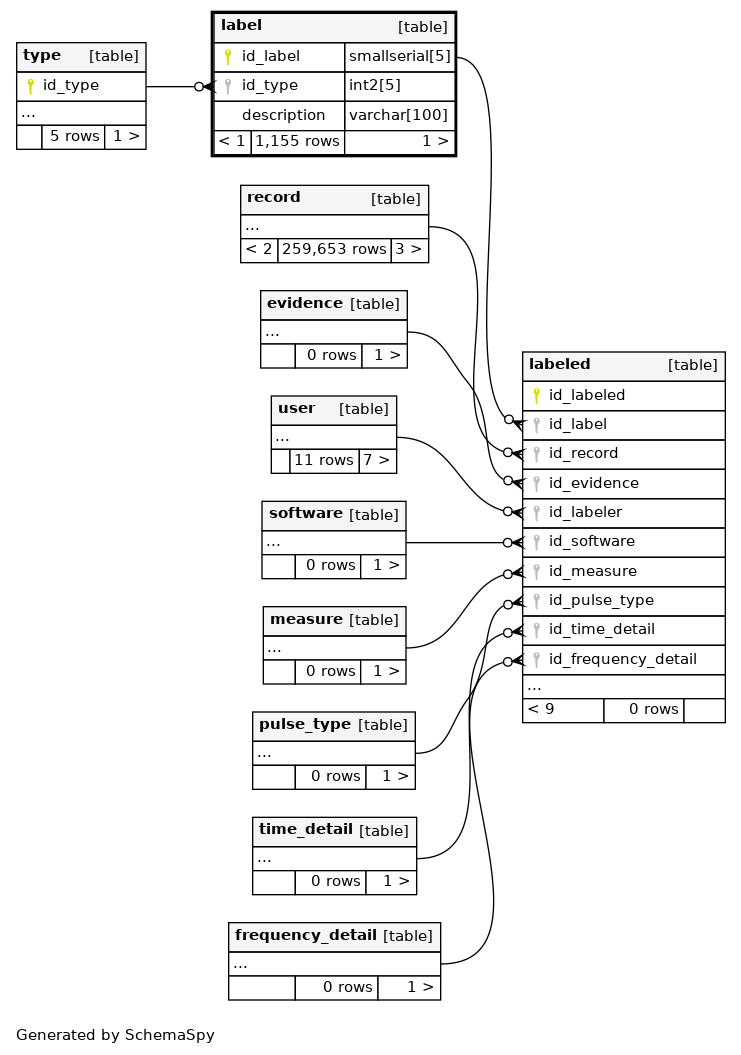 type [table]
id_type
...
5 rows 1 >
label [table]
id_label smallserial[5]
id_type int2[5]
description varchar[100]
< 1 1,155 rows 1 >
record [table]
...
< 2 259,653 rows 3 >
evidence [table]
...
0 rows 1 >
user [table]
...
11 rows 7 >
software [table]
...
0 rows 1 >
measure [table]
...
0 rows 1 >
pulse_type [table]
...
0 rows 1 >
time_detail [table]
...
0 rows 1 >
frequency_detail [table]
...
0 rows 1 >
labeled [table]
id_labeled
id_label
id_record
id_evidence
id_labeler
id_software
id_measure
id_pulse_type
id_time_detail
id_frequency_detail
...
< 9 0 rows
Generated by SchemaSpy